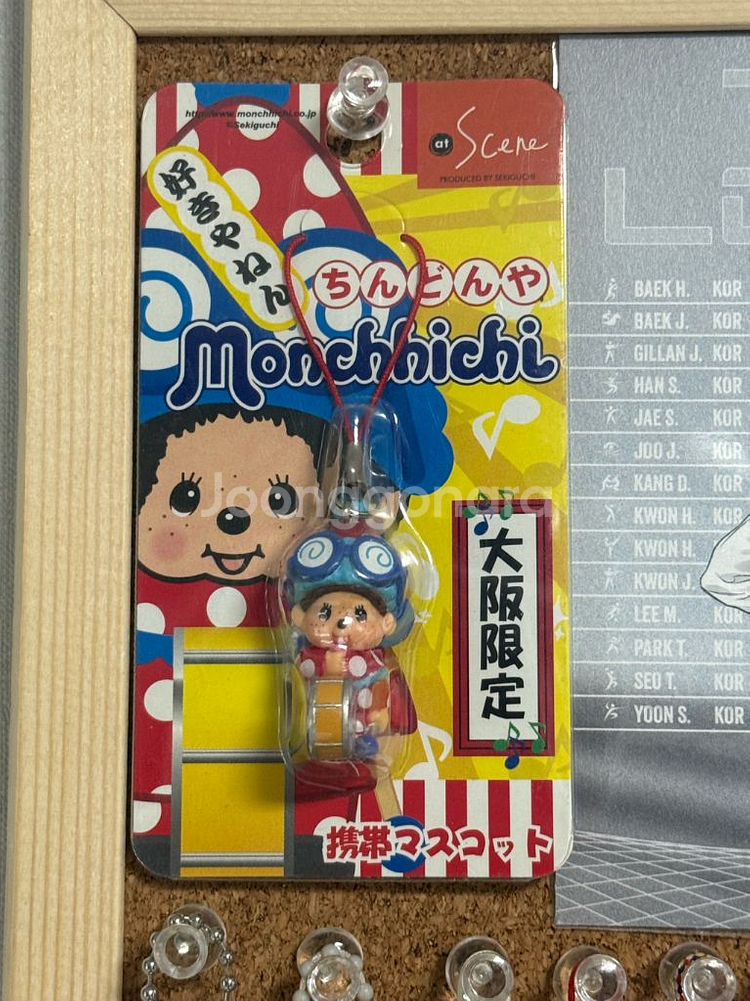 http://www.monchhichi.co.jp
©Sekiguchi
at Scene
PRODUCED BY SEKIGUCHI
好きやねん
ちんどんや
Monchhichi
Joonggonara
大阪限定
携帯マスコット
BAEK H. KOR
BAEK J. KOR
GILLAN J. KOR
HAN S. KOR
JAE S. KOR
JOO J. KOR
KANG D. KOR
KWON H. KOR
KWON H. KOR
KWON J. KOR
LEE M. KOR
PARK T. KOR
SEO T. KOR
YOON S. KOR